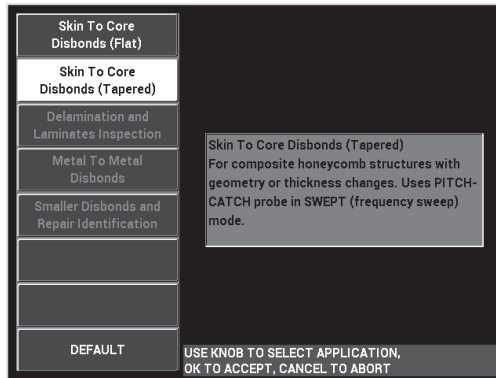 Skin To Core
Disbonds (Flat)
Skin To Core
Disbonds (Tapered)
Delamination and
Laminates Inspection
Metal To Metal
Disbonds
Smaller Disbonds and
Repair Identification
DEFAULT
Skin To Core Disbonds (Tapered)
For composite honeycomb structures with
geometry or thickness changes. Uses PITCH-
CATCH probe in SWEPT (frequency sweep)
mode.
USE KNOB TO SELECT APPLICATION,
OK TO ACCEPT, CANCEL TO ABORT